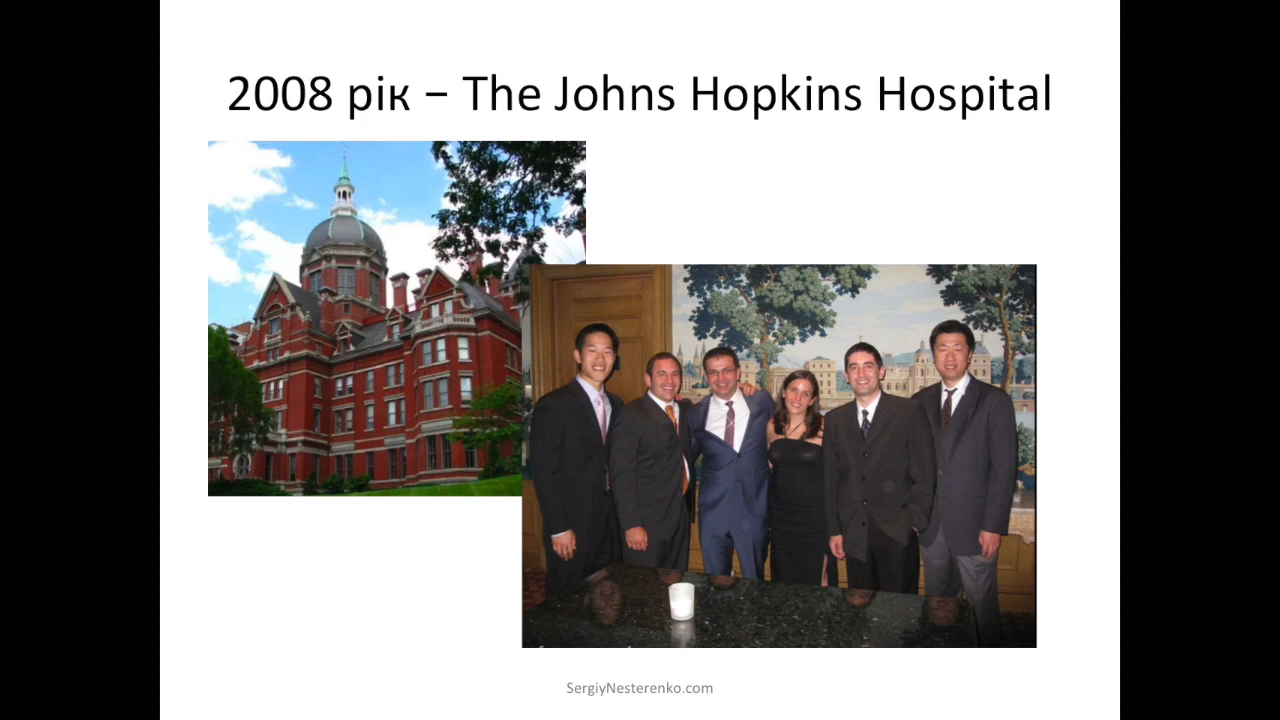 2008 рік – The Johns Hopkins Hospital
SergiyNesterenko.com